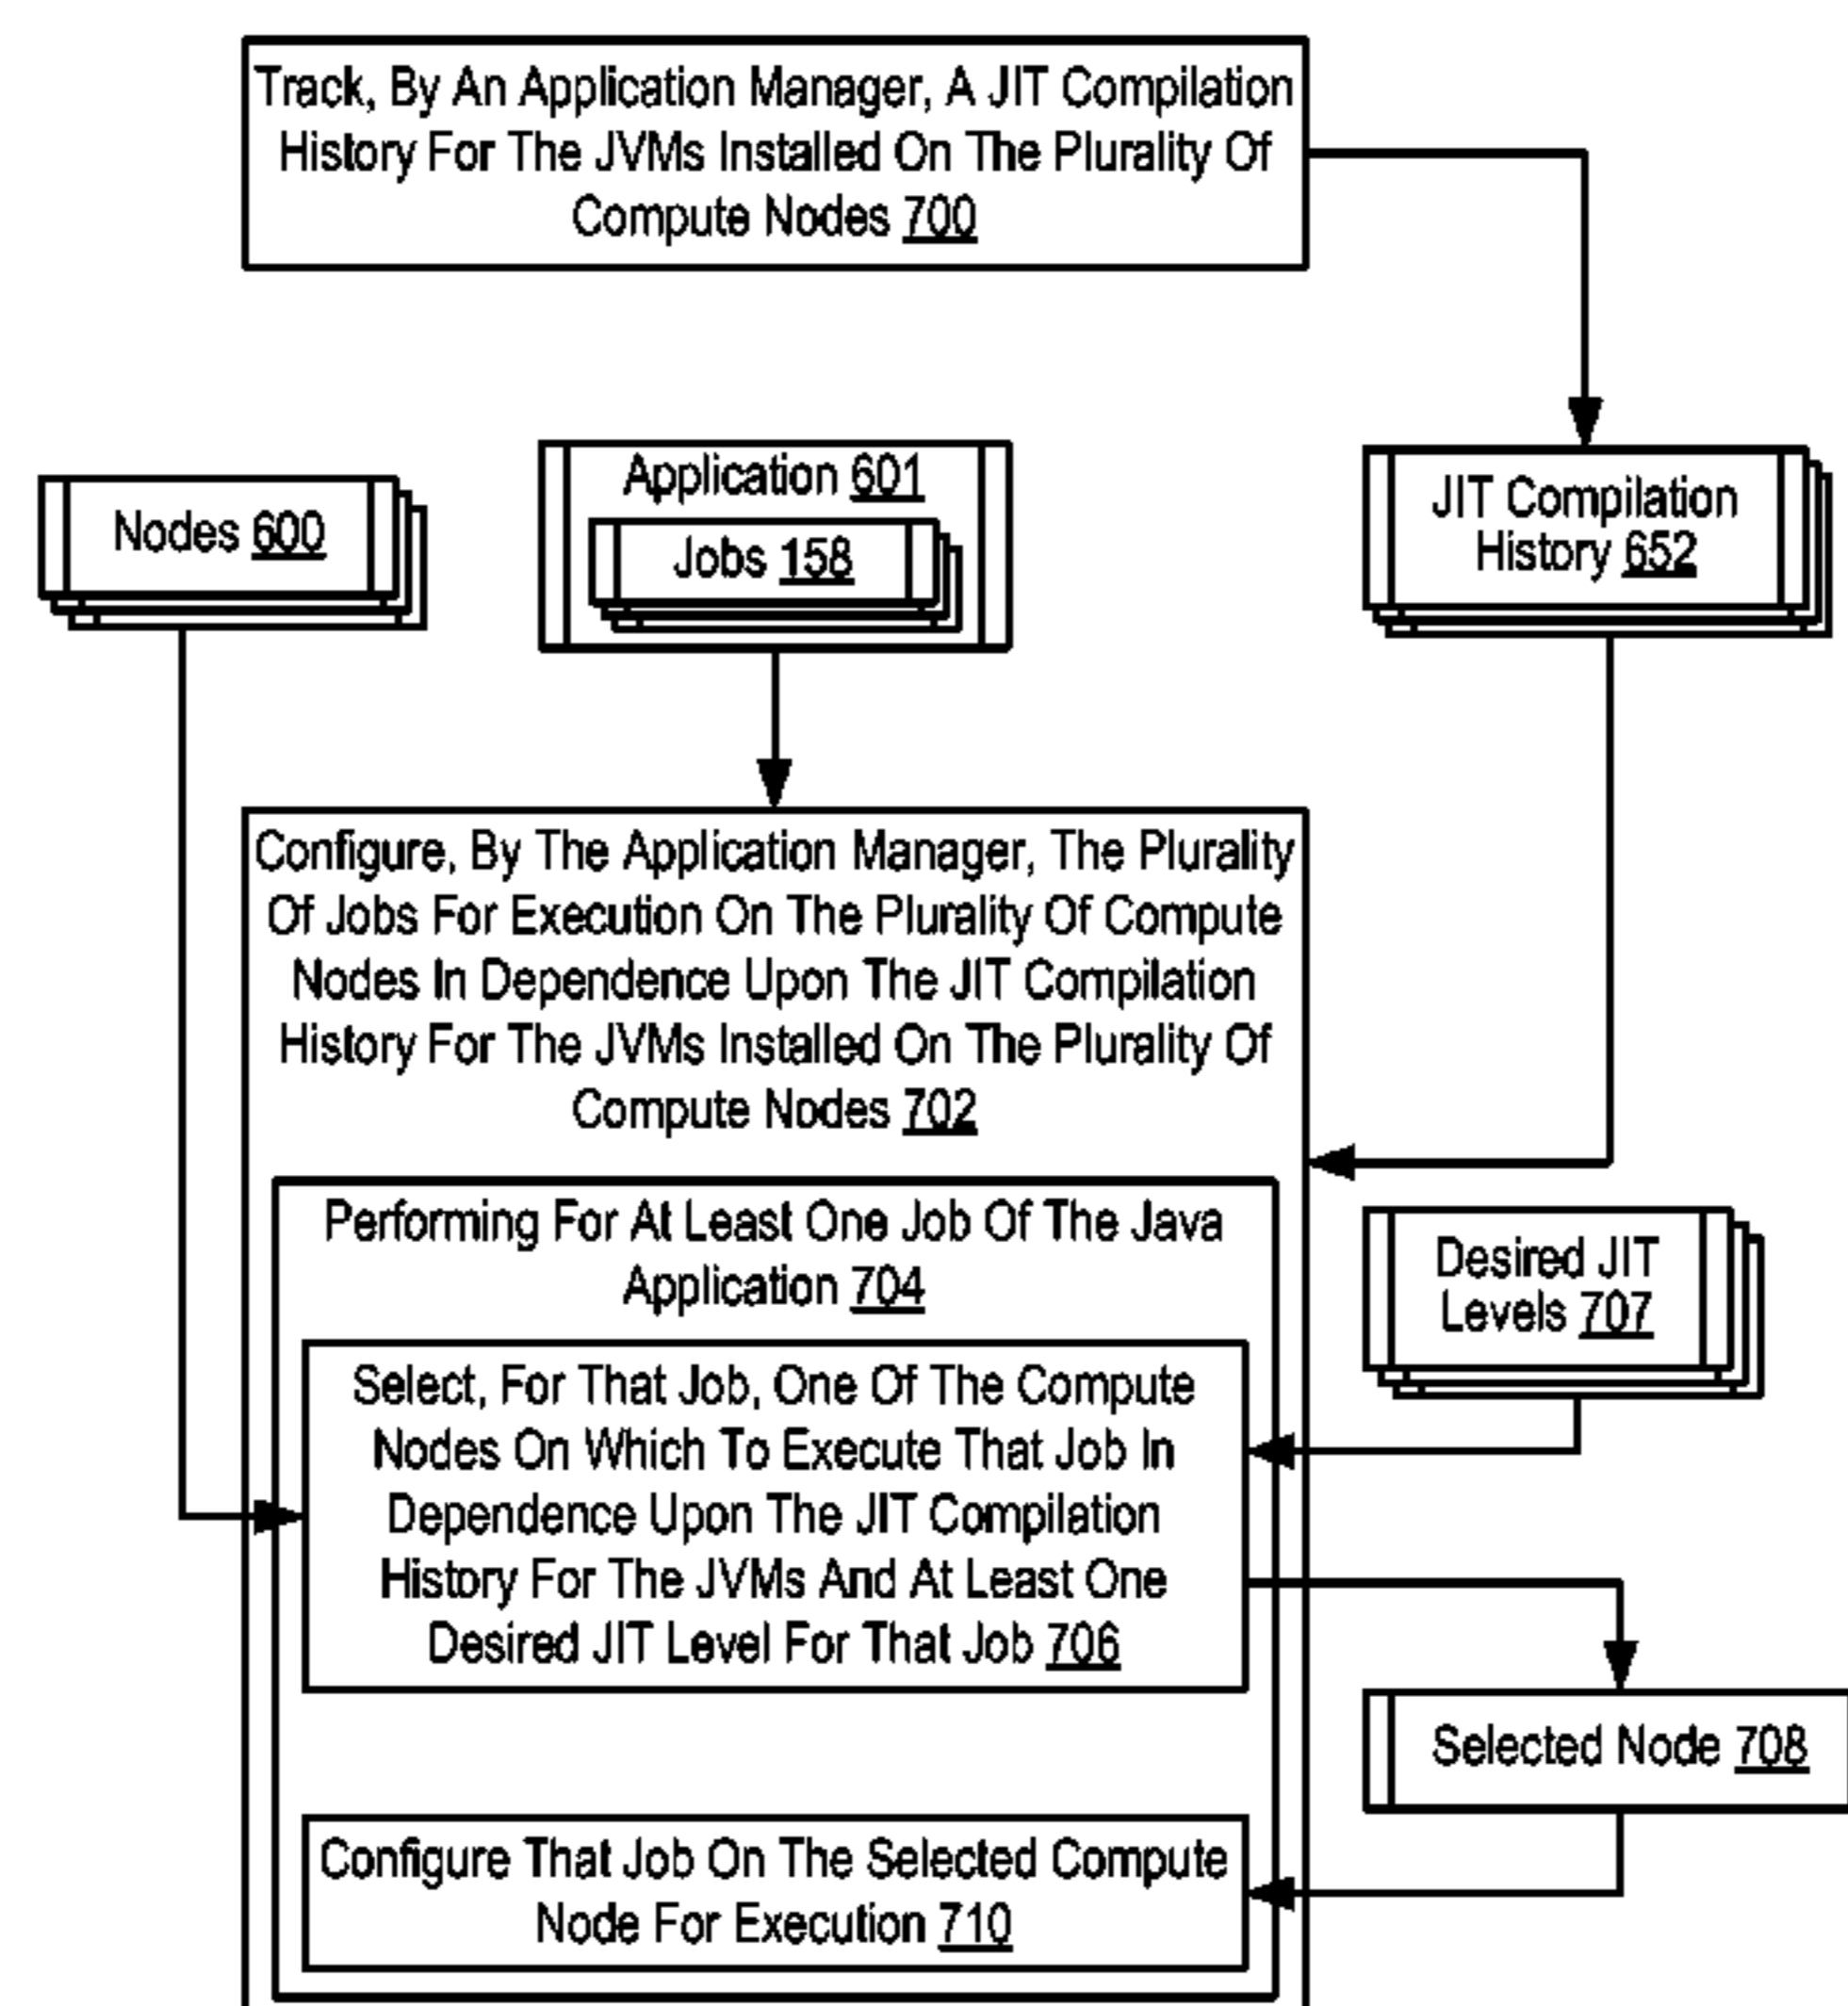 Track, By An Application Manager, A JIT Compilation
History For The JVMs Installed On The Plurality Of
Compute Nodes 700
Nodes 600
Application 601
Jobs 158
JIT Compilation
History 652
Configure, By The Application Manager, The Plurality
Of Jobs For Execution On The Plurality Of Compute
Nodes In Dependence Upon The JIT Compilation
History For The JVMs Installed On The Plurality Of
Compute Nodes 702
Performing For At Least One Job Of The Java
Application 704
Desired JIT
Levels 707
Select, For That Job, One Of The Compute
Nodes On Which To Execute That Job In
Dependence Upon The JIT Compilation
History For The JVMs And At Least One
Desired JIT Level For That Job 706
Selected Node 708
Configure That Job On The Selected Compute
Node For Execution 710